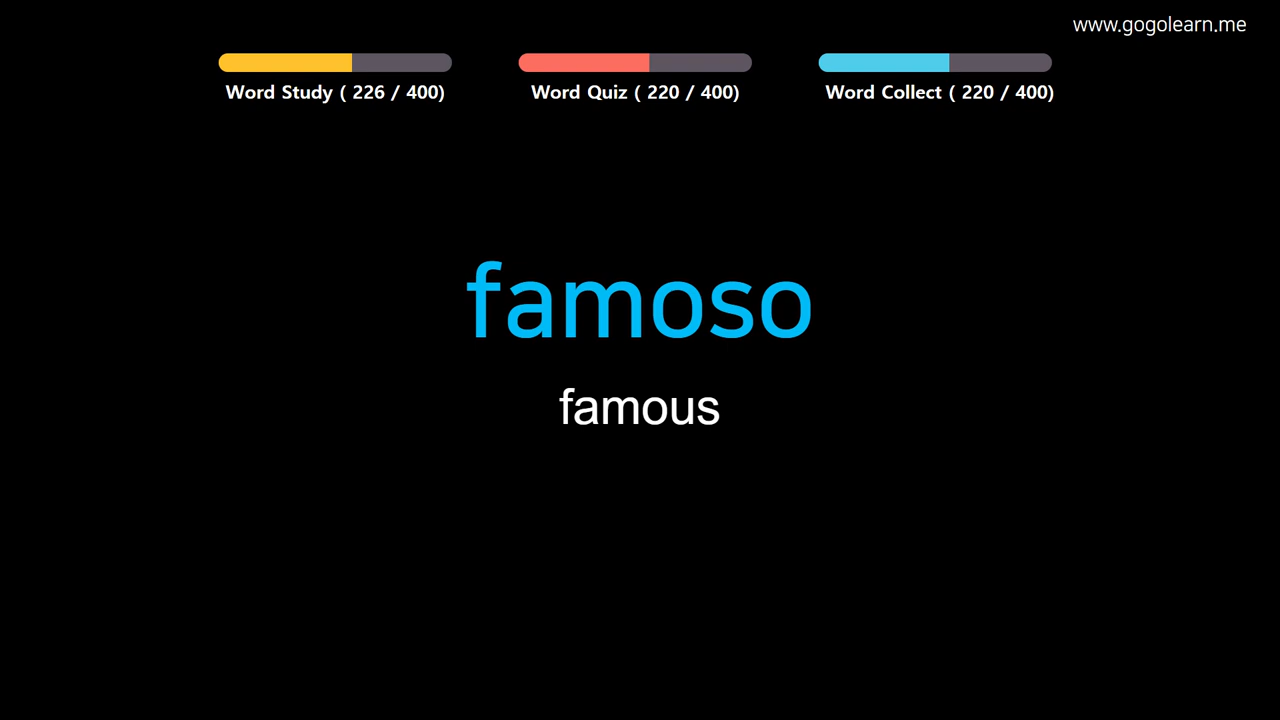 www.gogolearn.me
Word Study ( 226 / 400)
Word Quiz ( 220 / 400)
Word Collect ( 220 / 400)
famoso
famous